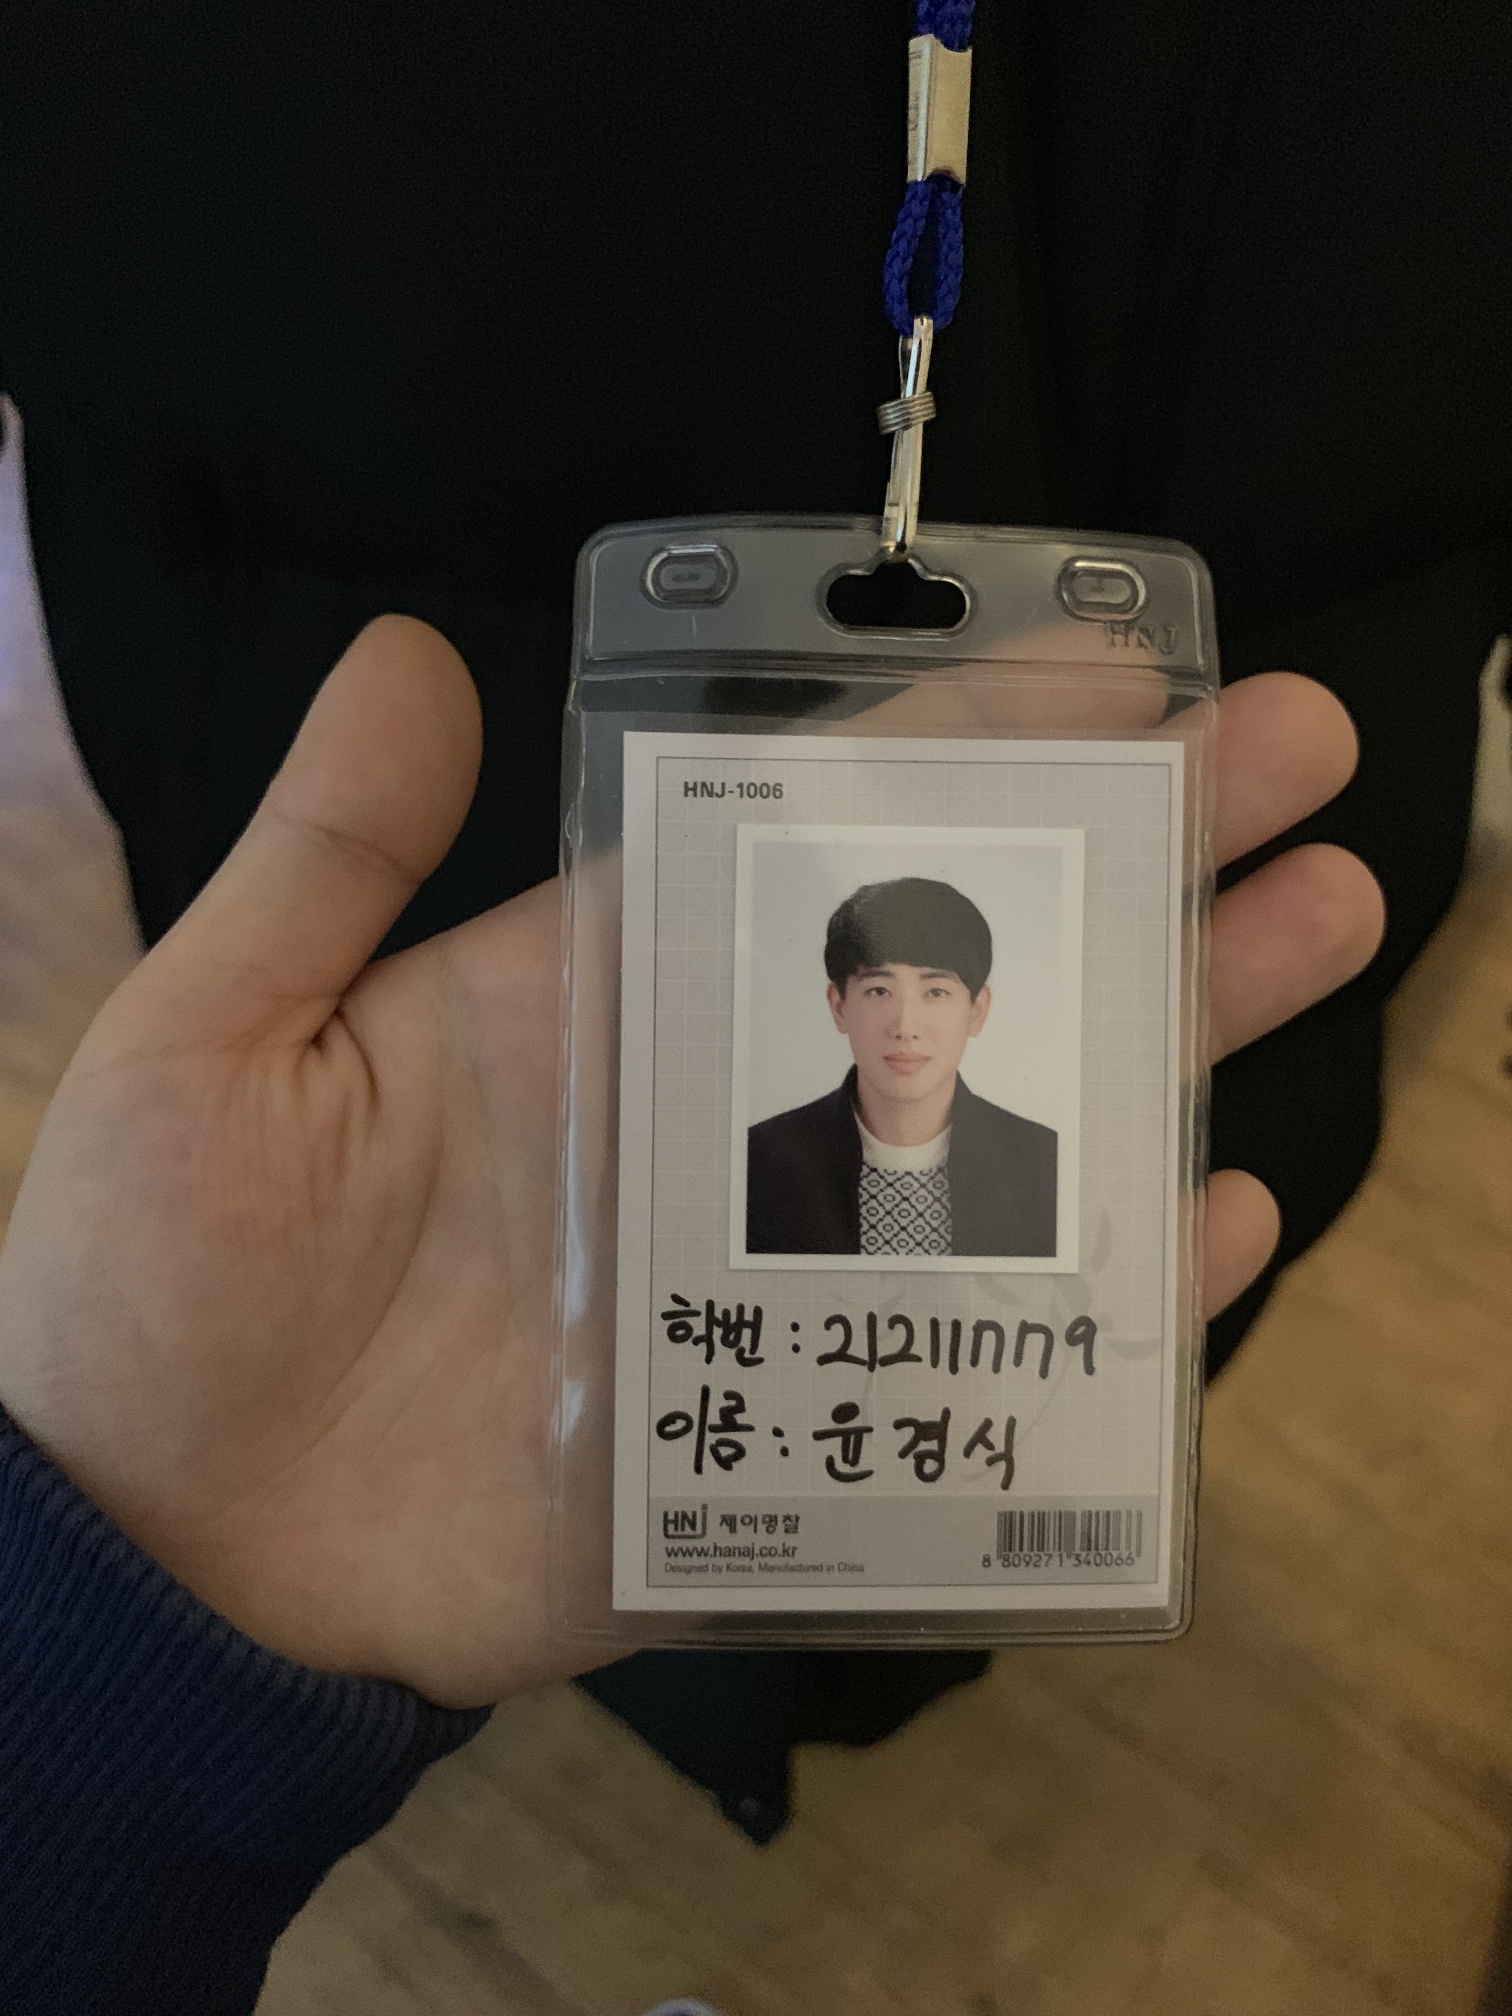 HNJ
HNJ-1006
학번 : 212117779
이름 : 윤경식
HNJ 제이명찰
www.hanaj.co.kr
Designed by Korea, Manufactured in China
8 809271 340066